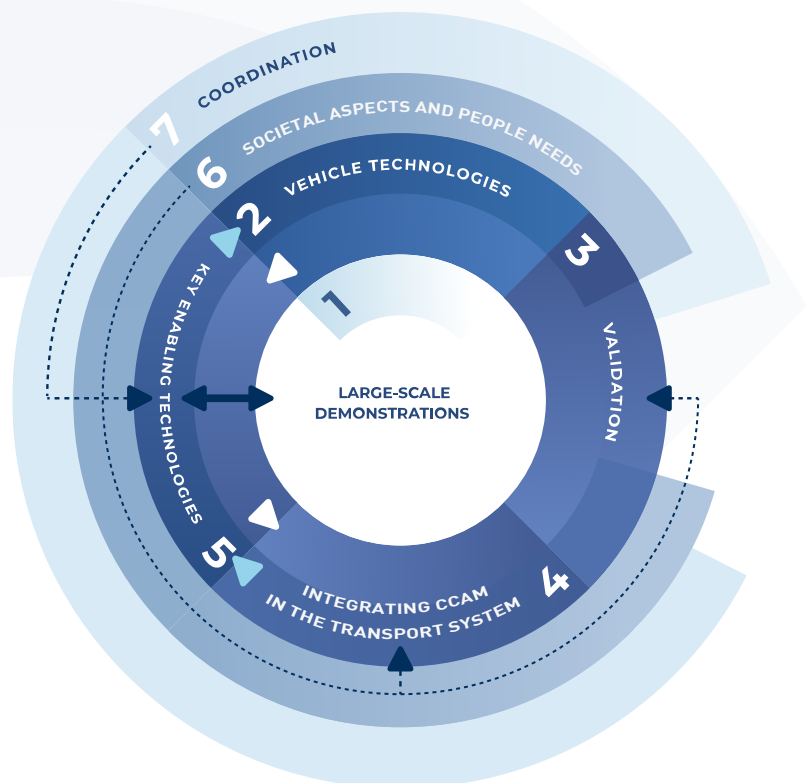 7
COORDINATION
6
SOCIETAL ASPECTS AND PEOPLE NEEDS
2
VEHICLE TECHNOLOGIES
3
VALIDATION
1
LARGE-SCALE
DEMONSTRATIONS
KEY ENABLING TECHNOLOGIES
5
4
INTEGRATING CCAM
IN THE TRANSPORT SYSTEM